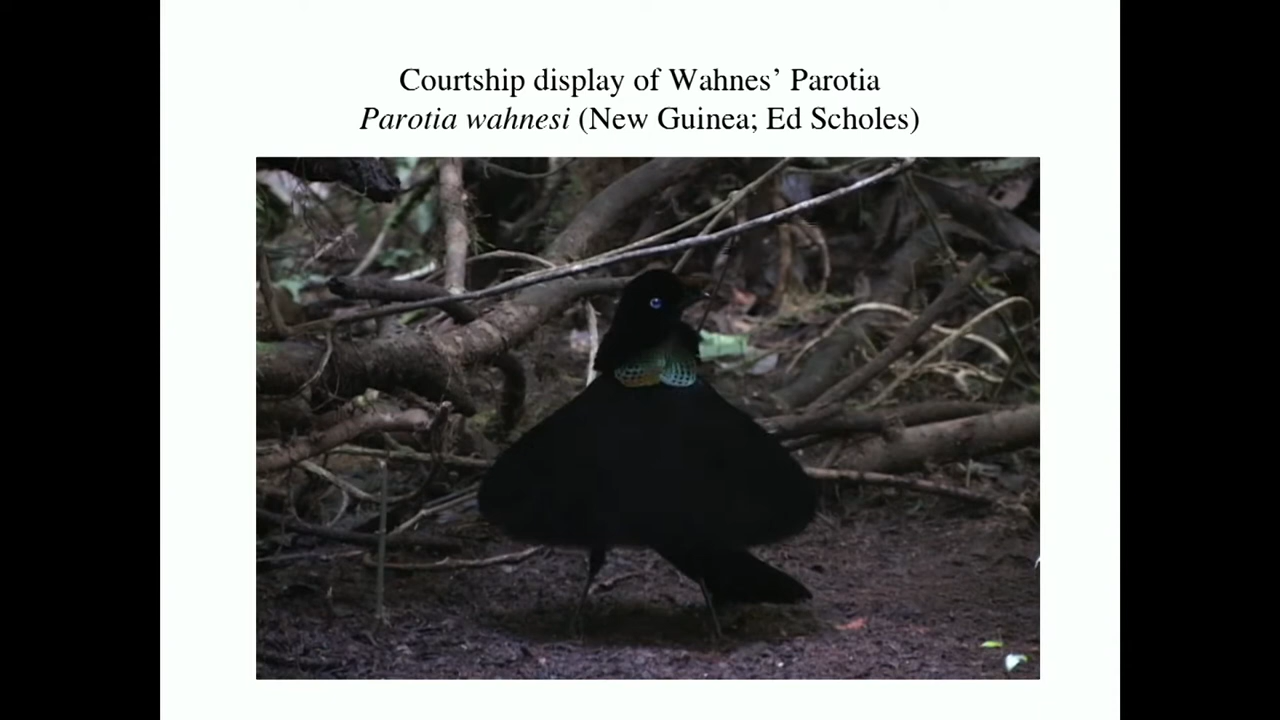 Courtship display of Wahnes’ Parotia
Parotia wahnesi (New Guinea; Ed Scholes)